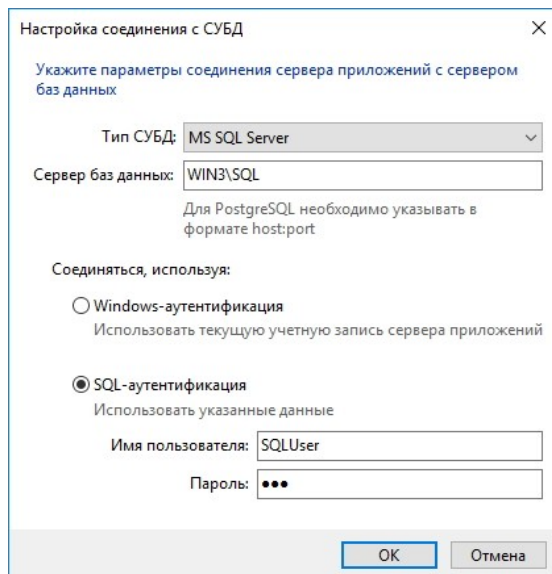 Настройка соединения с СУБД
Укажите параметры соединения сервера приложений с сервером
баз данных
Тип СУБД: MS SQL Server
Сервер баз данных: WIN3\SQL
Для PostgreSQL необходимо указывать в
формате host:port
Соединяться, используя:
Windows-аутентификация
Использовать текущую учетную запись сервера приложений
SQL-аутентификация
Использовать указанные данные
Имя пользователя: SQLUser
Пароль: ●●●
OK Отмена